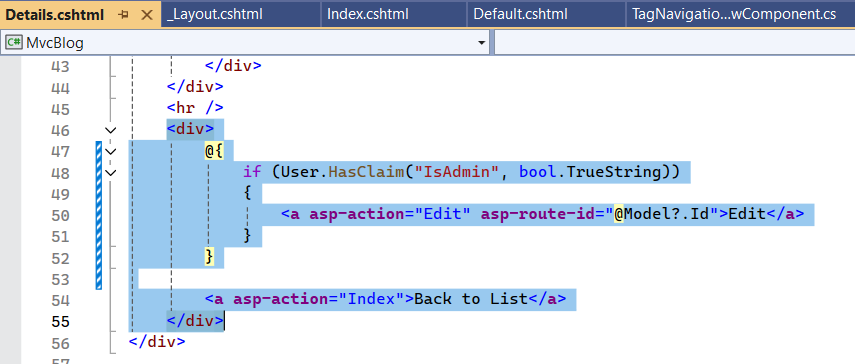 Details.cshtml _Layout.cshtml Index.cshtml Default.cshtml TagNavigatio...wComponent.cs
C# MvcBlog
43 </div>
44 </div>
45 <hr />
46 <div>
47 @{
48 if (User.HasClaim("IsAdmin", bool.TrueString))
49 {
50 <a asp-action="Edit" asp-route-id="@Model?.Id">Edit</a>
51 }
52 }
53
54 <a asp-action="Index">Back to List</a>
55 </div>
56 </div>
57